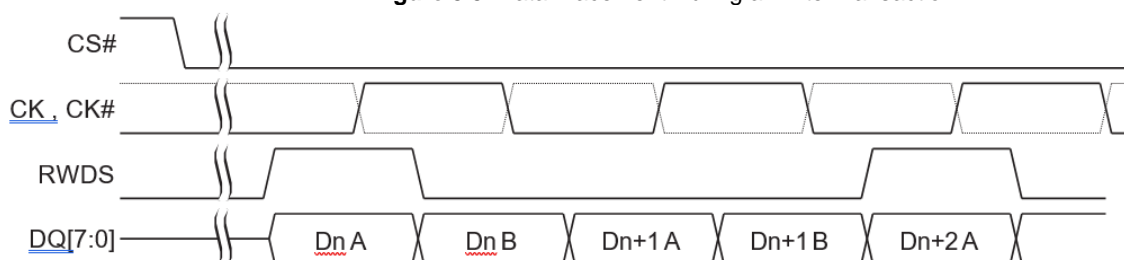 CS#
CK , CK#
RWDS
DQ[7:0] Dn A Dn B Dn+1 A Dn+1 B Dn+2 A